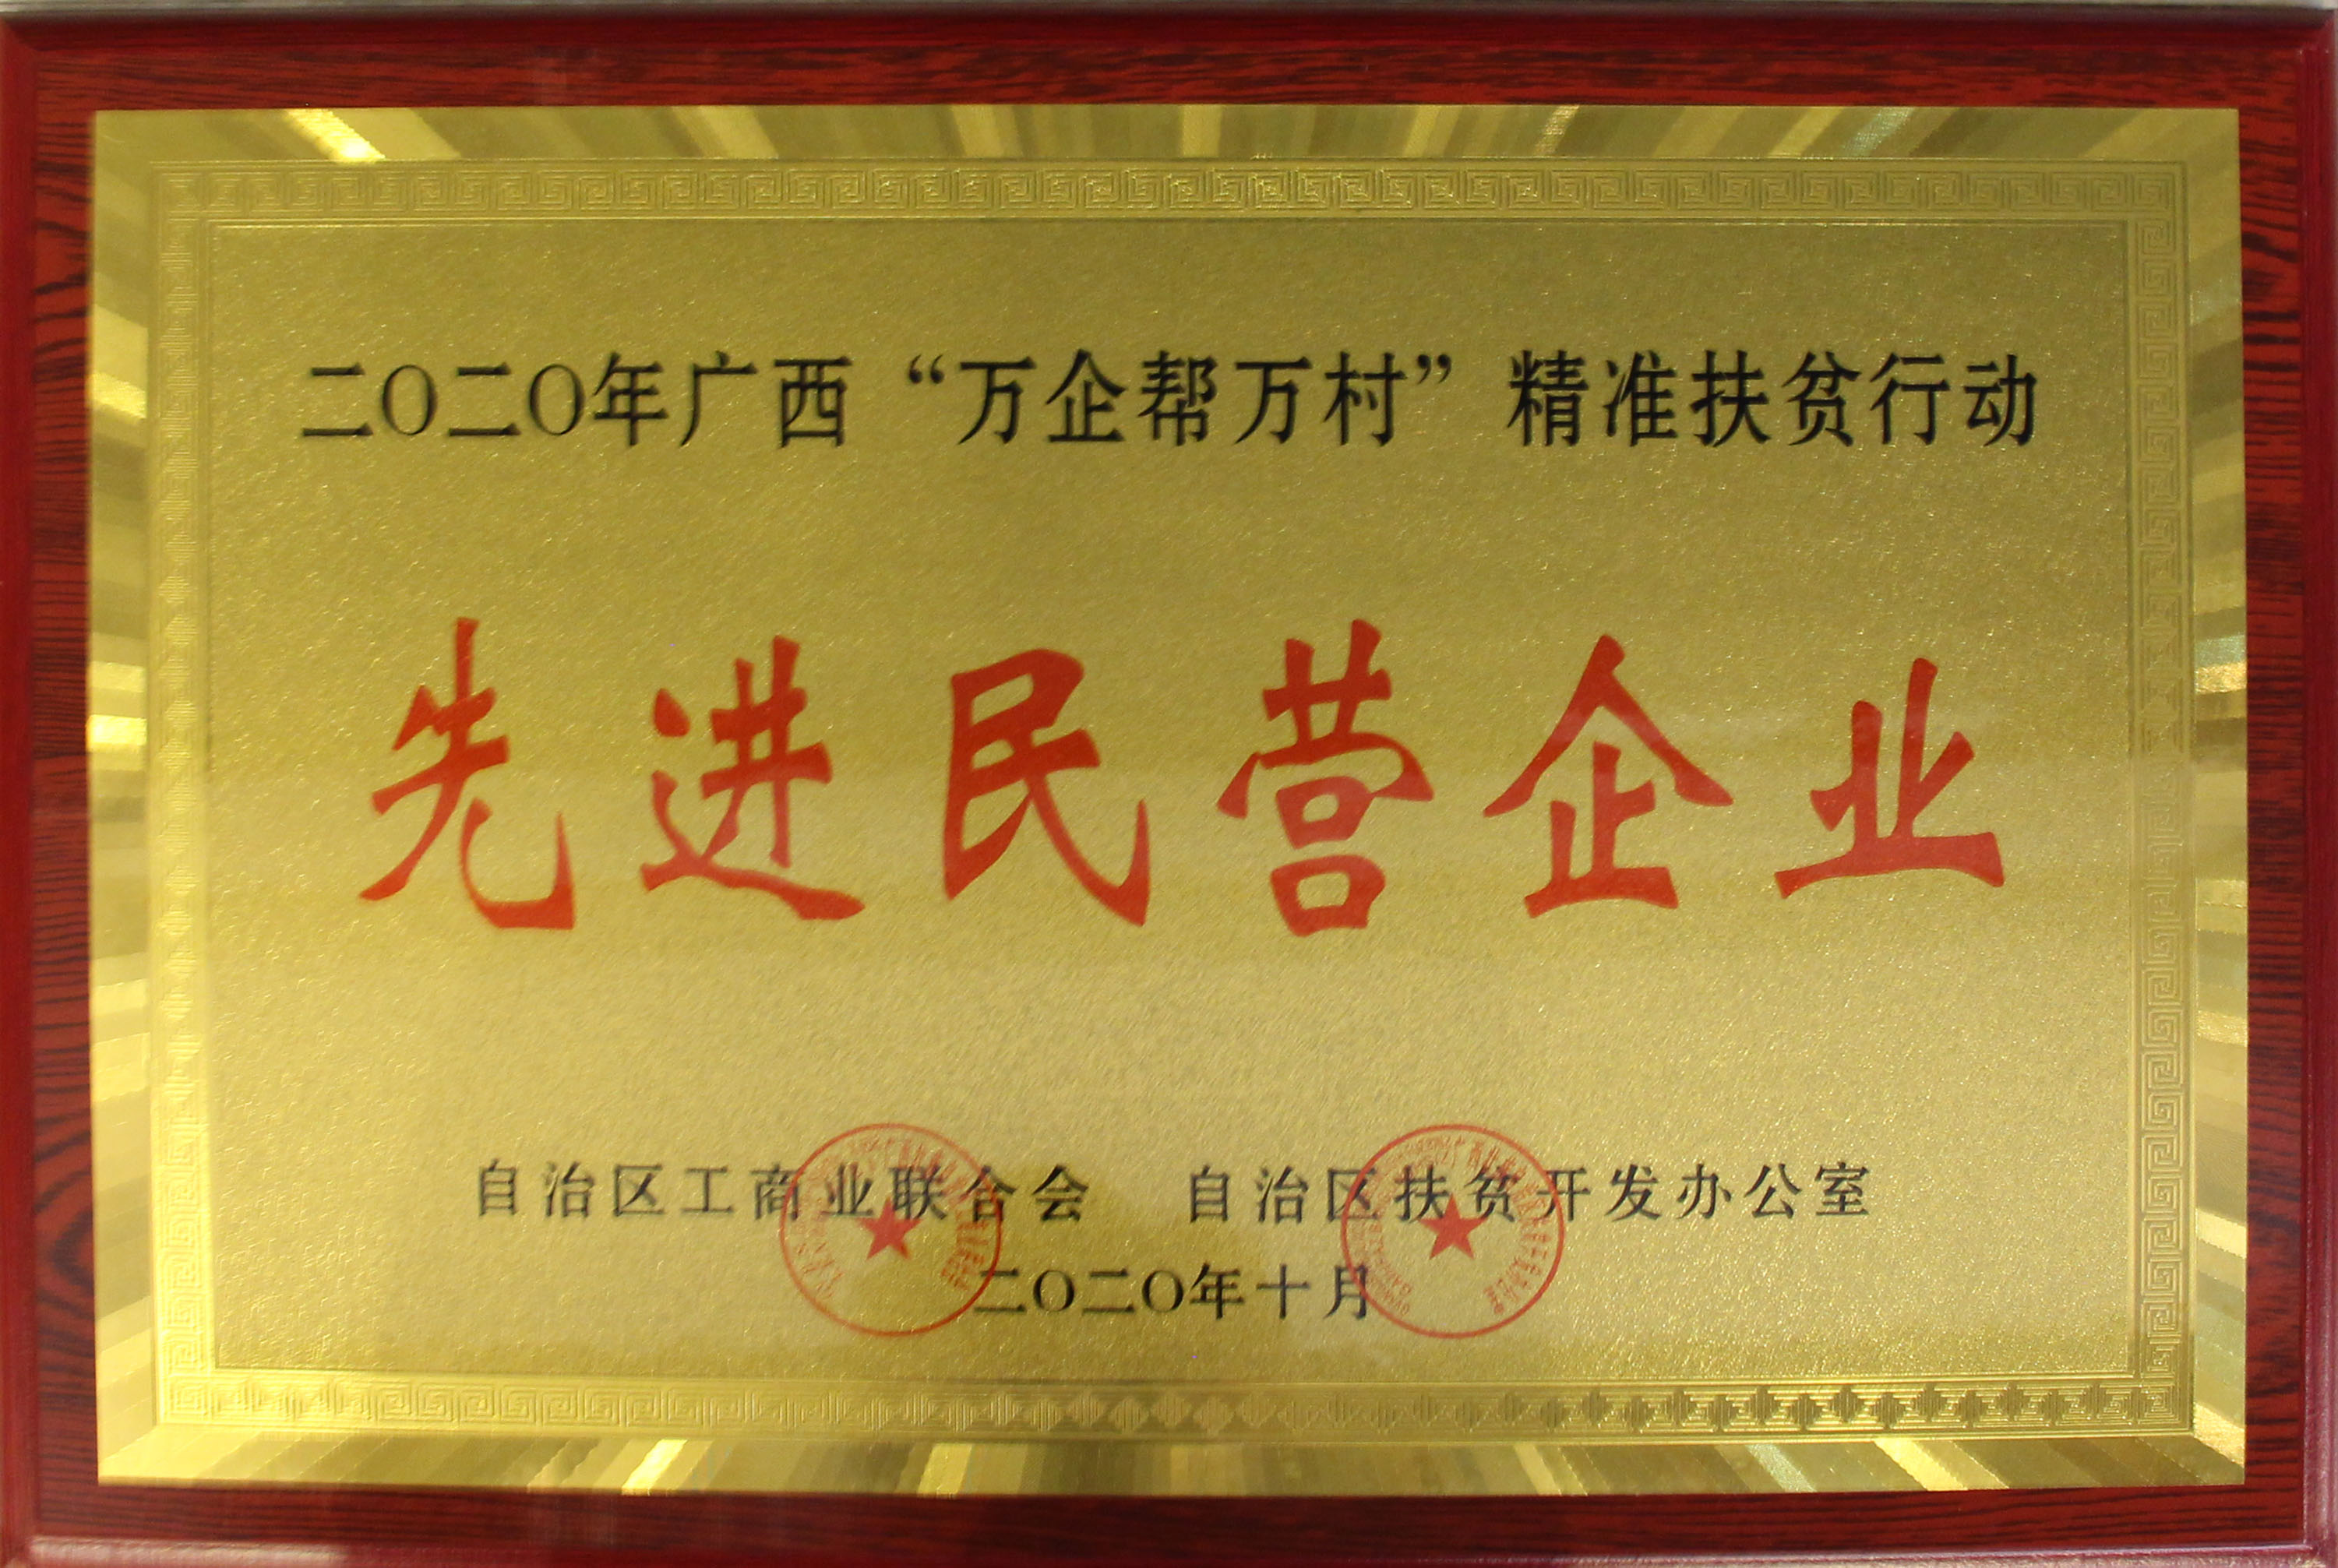 二〇二〇年广西“万企帮万村”精准扶贫行动
先进民营企业
自治区工商业联合会 自治区扶贫开发办公室
二〇二〇年十月